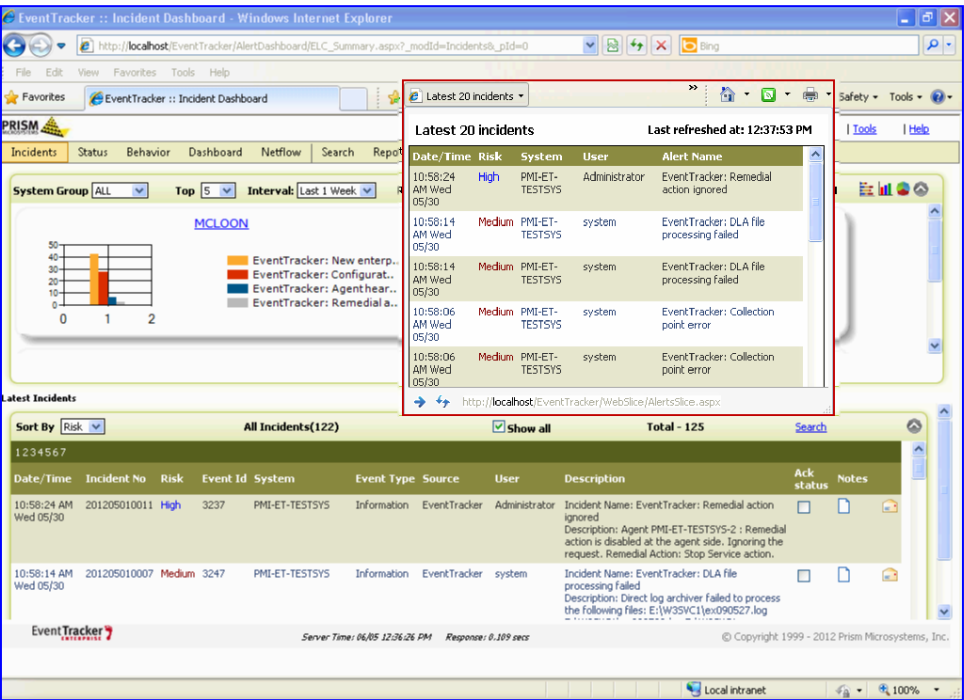 EventTracker :: Incident Dashboard - Windows Internet Explorer
http://localhost/EventTracker/AlertDashboard/ELC_Summary.aspx?_modId=Incidents&_pId=0
Bing
File Edit View Favorites Tools Help
Favorites
EventTracker :: Incident Dashboard
Safety
Tools
PRISM
MICROSYSTEMS
Tools
Help
Incidents Status Behavior Dashboard Netflow Search
System Group ALL Top 5 Interval: Last 1 Week
MCLOON
50
40
30
20
10
0
0 1 2
EventTracker: New enterp..
EventTracker: Configurat..
EventTracker: Agent hear..
EventTracker: Remedial a..
Latest 20 incidents
Latest 20 incidents Last refreshed at: 12:37:53 PM
Date/Time Risk System User Alert Name
10:58:24 High PMI-ET- Administrator EventTracker: Remedial
AM Wed TESTSYS action ignored
05/30
10:58:14 Medium PMI-ET- system EventTracker: DLA file
AM Wed TESTSYS processing failed
05/30
10:58:14 Medium PMI-ET- system EventTracker: DLA file
AM Wed TESTSYS processing failed
05/30
10:58:06 Medium PMI-ET- system EventTracker: Collection
AM Wed TESTSYS point error
05/30
10:58:06 Medium PMI-ET- system EventTracker: Collection
AM Wed TESTSYS point error
05/30
http://localhost/EventTracker/WebSlice/AlertsSlice.aspx
Latest Incidents
Sort By Risk All Incidents(122) Show all Total - 125 Search
1234567
Date/Time Incident No Risk Event Id System Event Type Source User Description Ack status Notes
10:58:24 AM 201205010011 High 3237 PMI-ET-TESTSYS Information EventTracker Administrator Incident Name: EventTracker: Remedial action
Wed 05/30 ignored
Description: Agent PMI-ET-TESTSYS-2 : Remedial
action is disabled at the agent side. Ignoring the
request. Remedial Action: Stop Service action.
10:58:14 AM 201205010007 Medium 3247 PMI-ET-TESTSYS Information EventTracker system Incident Name: EventTracker: DLA file
Wed 05/30 processing failed
Description: Direct log archiver failed to process
the following files: E:\W3SVC1\ex090527.log
EventTracker
ENTERPRISE
Server Time: 06/05 12:36:26 PM Response: 0.109 secs
© Copyright 1999 - 2012 Prism Microsystems, Inc.
Local intranet
100%